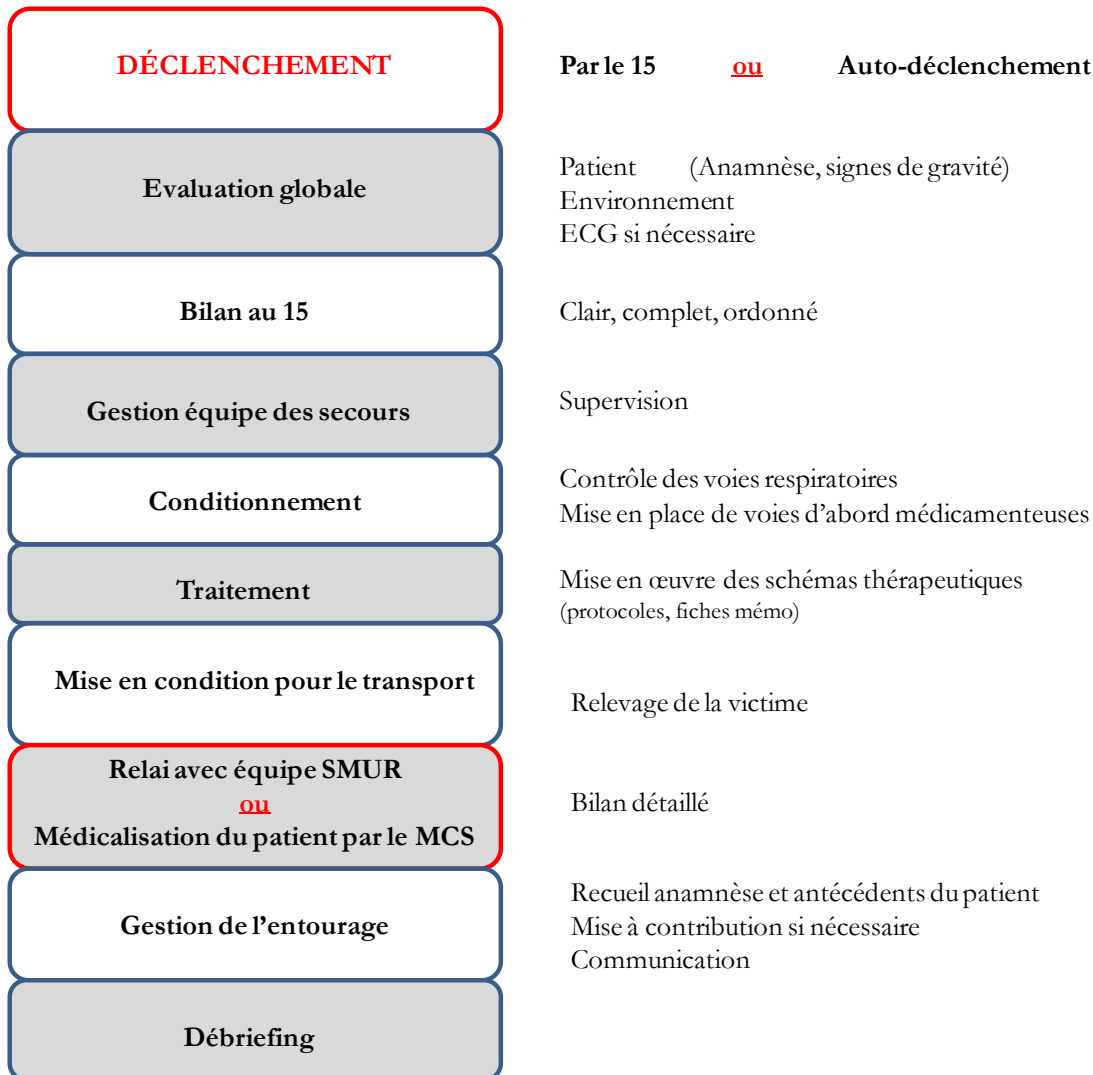 DÉCLENCHEMENT
Par le 15 ou Auto-déclenchement
Evaluation globale
Patient (Anamnèse, signes de gravité)
Environnement
ECG si nécessaire
Bilan au 15
Clair, complet, ordonné
Gestion équipe des secours
Supervision
Conditionnement
Contrôle des voies respiratoires
Mise en place de voies d’abord médicamenteuses
Traitement
Mise en œuvre des schémas thérapeutiques
(protocoles, fiches mémo)
Mise en condition pour le transport
Relevage de la victime
Relai avec équipe SMUR
ou
Médicalisation du patient par le MCS
Bilan détaillé
Gestion de l’entourage
Recueil anamnèse et antécédents du patient
Mise à contribution si nécessaire
Communication
Débriefing